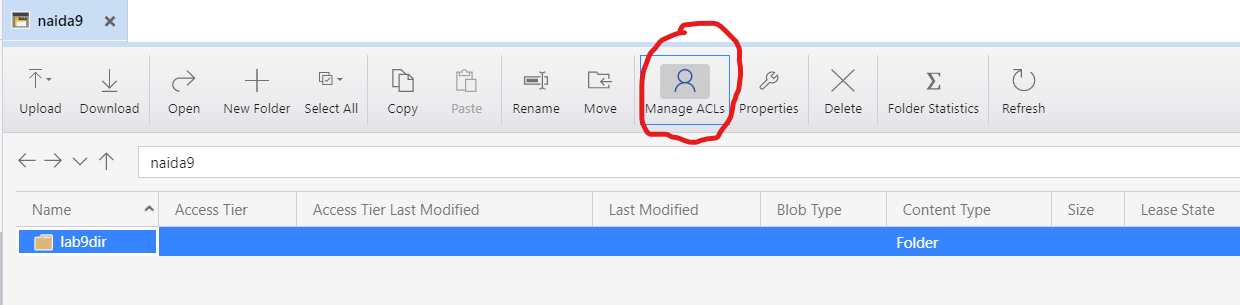 naida9
Upload Download Open New Folder Select All Copy Paste Rename Move Manage ACLs Properties Delete Folder Statistics Refresh
naida9
Name Access Tier Access Tier Last Modified Last Modified Blob Type Content Type Size Lease State
lab9dir Folder